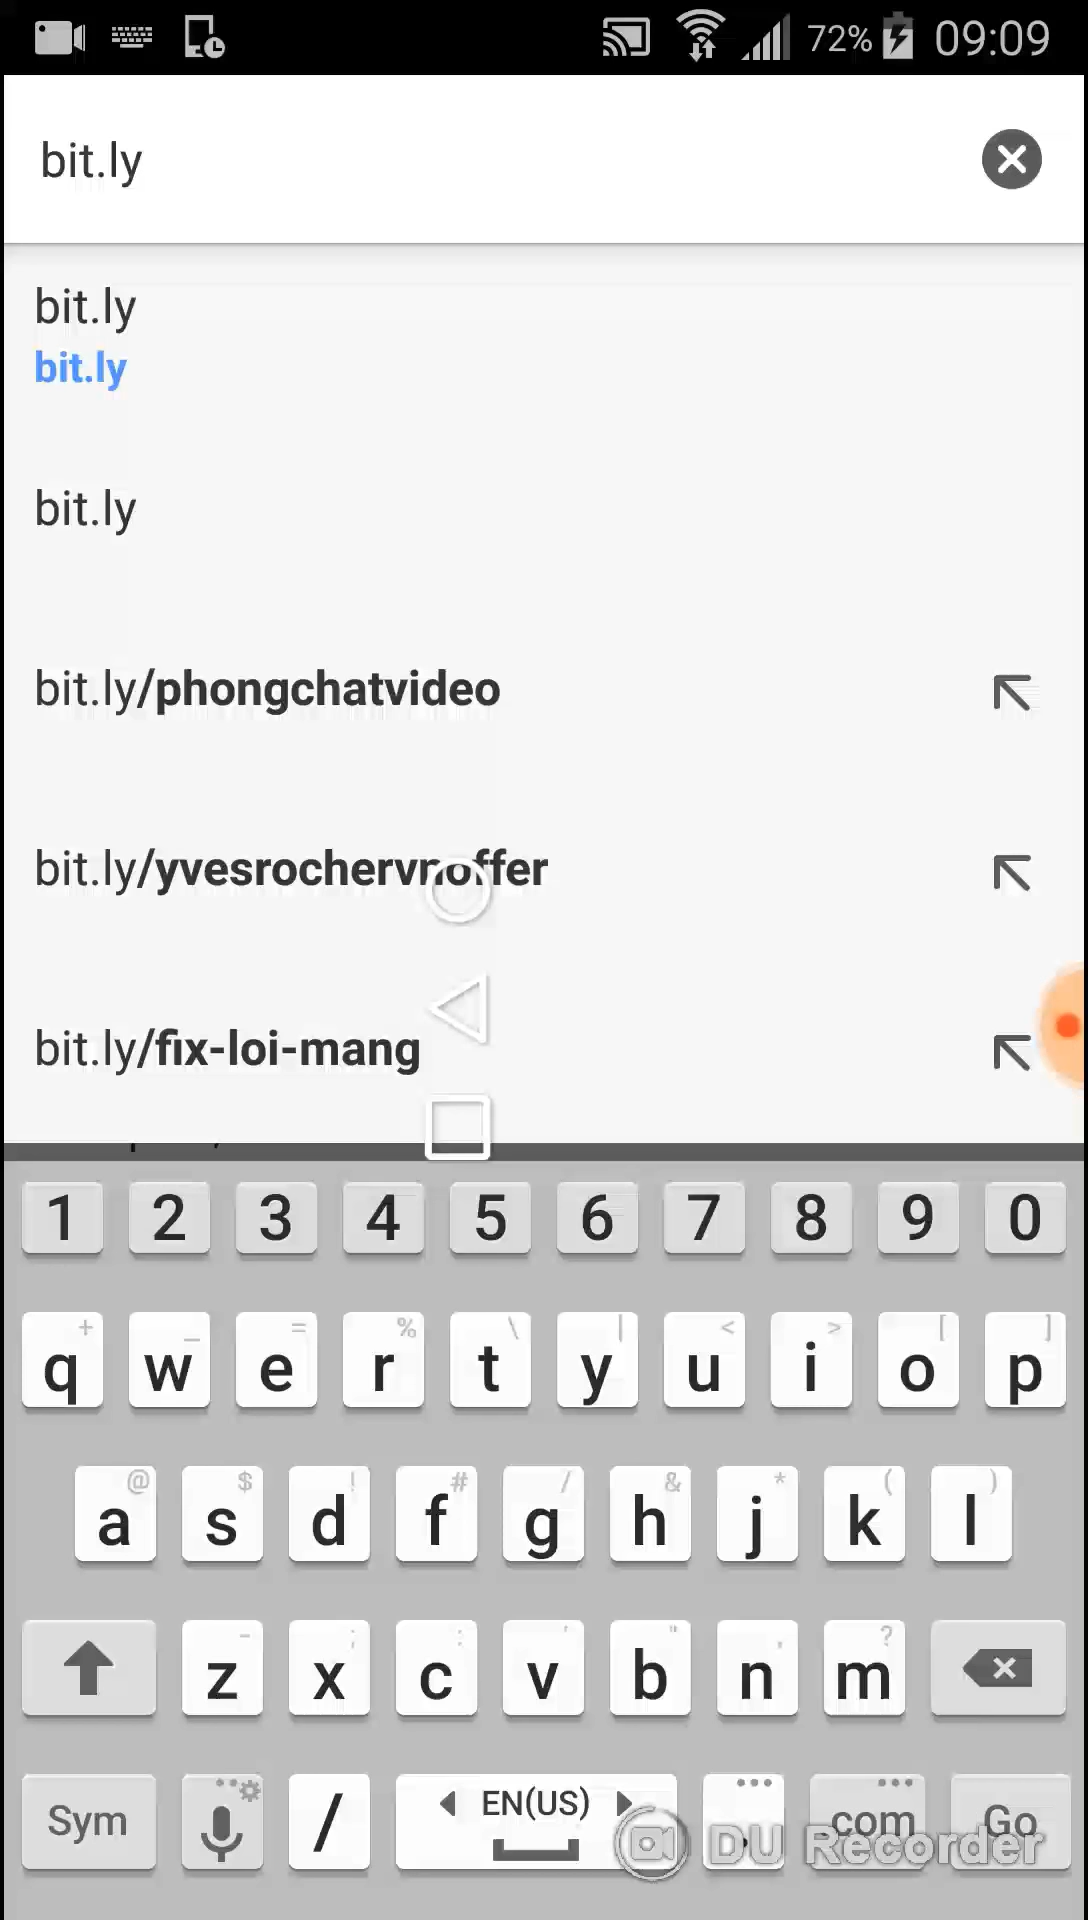 72% 09:09
bit.ly
bit.ly
bit.ly
bit.ly
bit.ly/phongchatvideo
bit.ly/yvesrochervnoffer
bit.ly/fix-loi-mang
1 2 3 4 5 6 7 8 9 0
+ _ = % \ | < > [ ]
q w e r t y u i o p
@ $ ! # / & * ( )
a s d f g h j k l
- ; : ' " , ?
z x c v b n m
Sym / EN(US) . com Go
DU Recorder